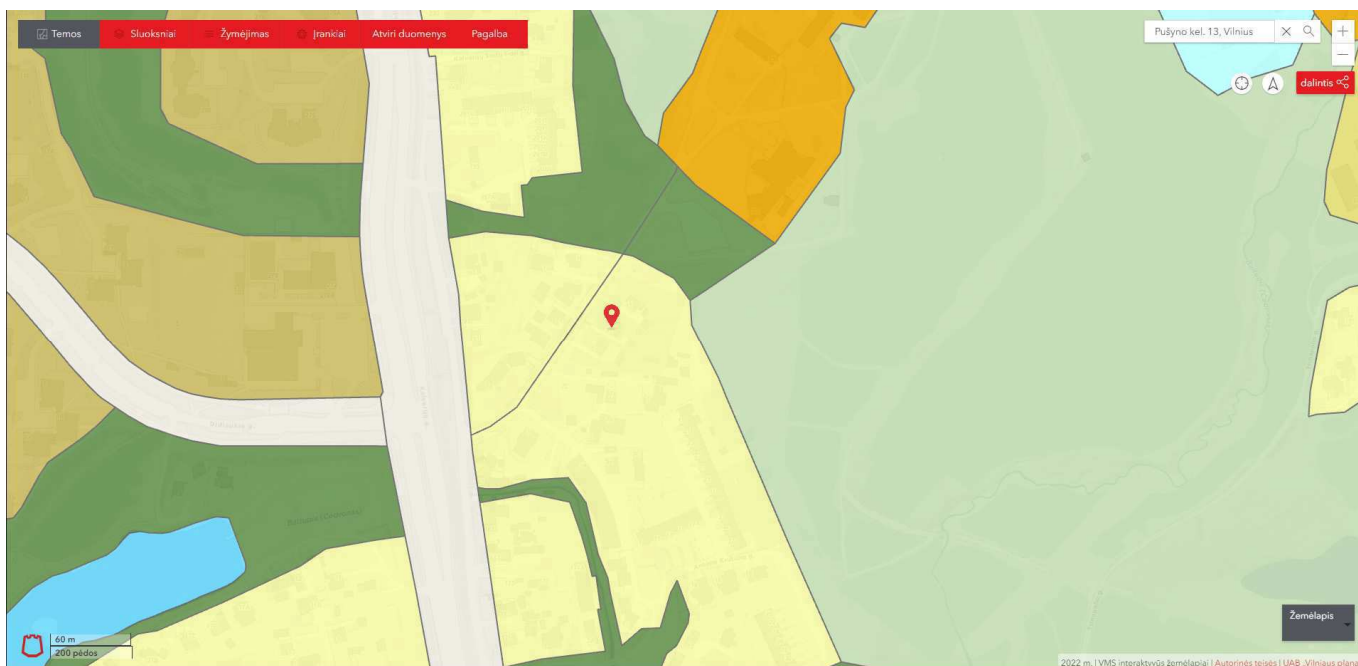 Temos Sluoksniai Žymėjimas Įrankiai Atviri duomenys Pagalba
Pušyno kel. 13, Vilnius
+
−
dalintis
60 m
200 pėdos
Žemėlapis
2022 m. | VMS interaktyvūs žemėlapiai | Autorinės teisės | UAB „Vilniaus plana